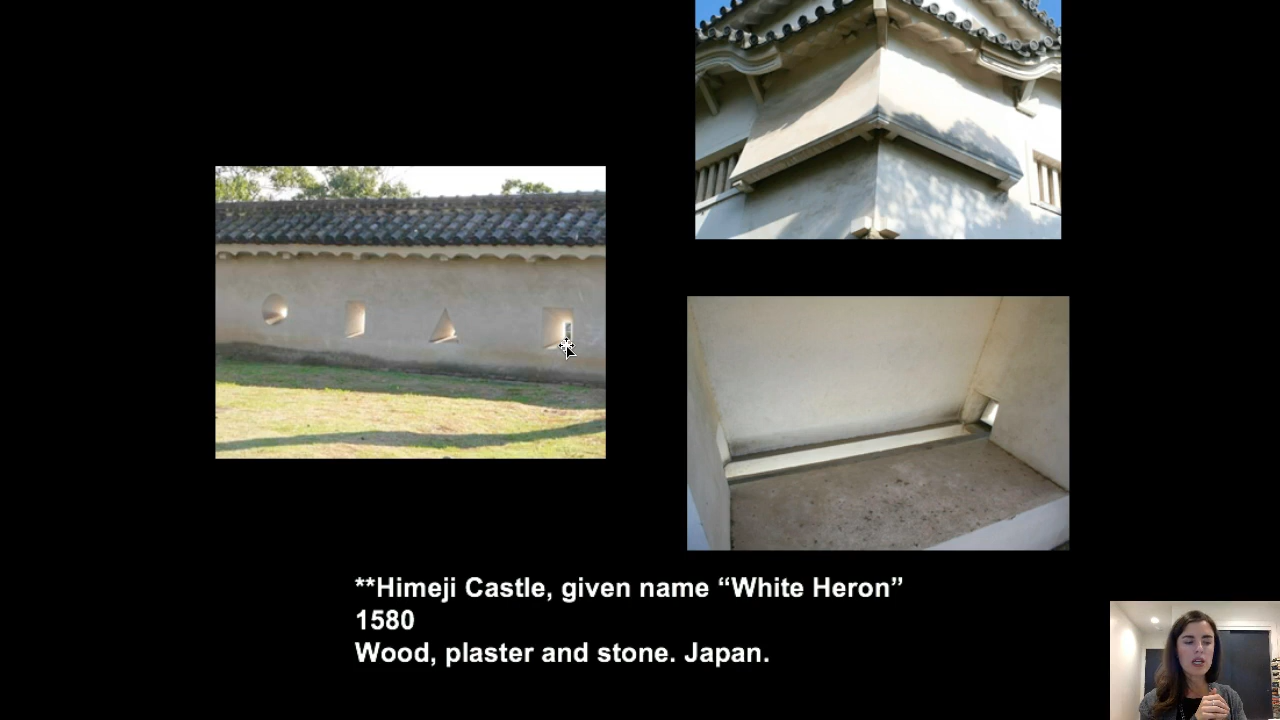 **Himeji Castle, given name “White Heron”
1580
Wood, plaster and stone. Japan.